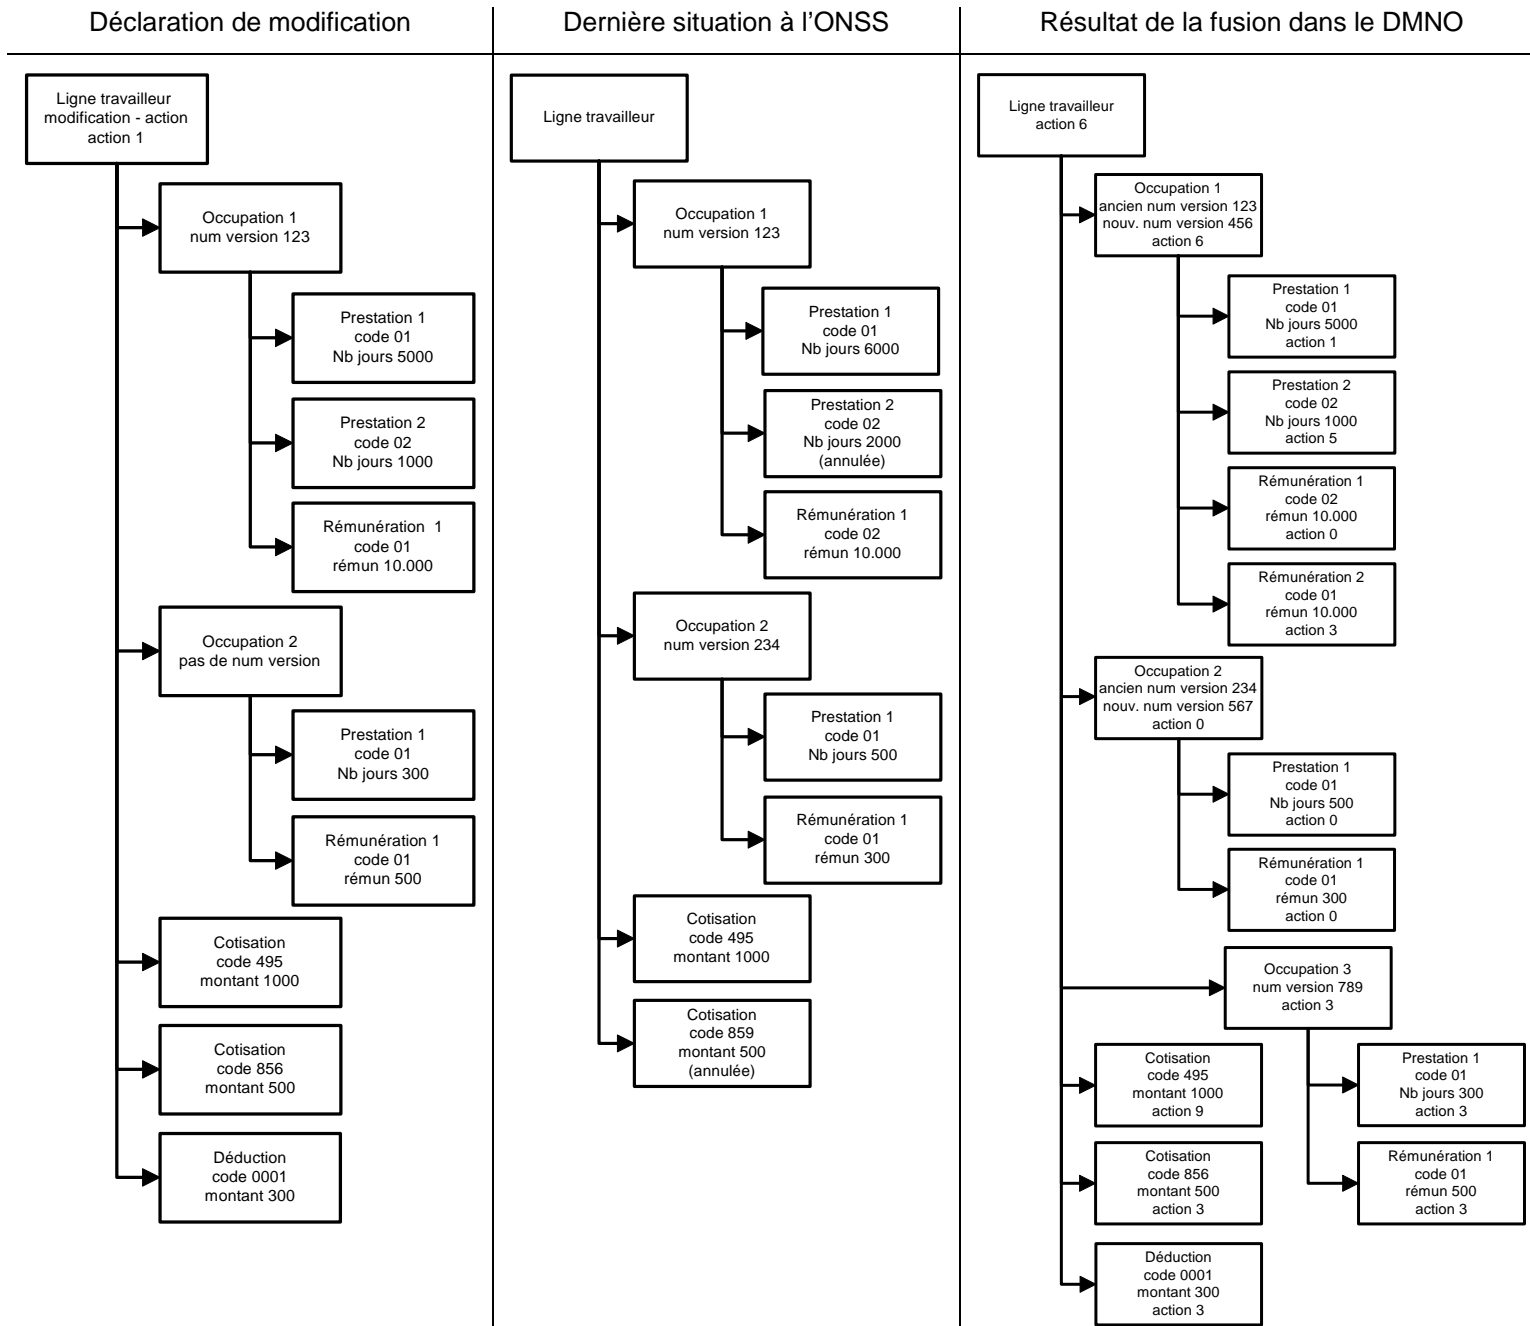 Déclaration de modification
Ligne travailleur
modification - action
action 1
Occupation 1
num version 123
Prestation 1
code 01
Nb jours 5000
Prestation 2
code 02
Nb jours 1000
Rémunération 1
code 01
rémun 10.000
Occupation 2
pas de num version
Prestation 1
code 01
Nb jours 300
Rémunération 1
code 01
rémun 500
Cotisation
code 495
montant 1000
Cotisation
code 856
montant 500
Déduction
code 0001
montant 300
Dernière situation à l'ONSS
Ligne travailleur
Occupation 1
num version 123
Prestation 1
code 01
Nb jours 6000
Prestation 2
code 02
Nb jours 2000
(annulée)
Rémunération 1
code 02
rémun 10.000
Occupation 2
num version 234
Prestation 1
code 01
Nb jours 500
Rémunération 1
code 01
rémun 300
Cotisation
code 495
montant 1000
Cotisation
code 859
montant 500
(annulée)
Résultat de la fusion dans le DMNO
Ligne travailleur
action 6
Occupation 1
ancien num version 123
nouv. num version 456
action 6
Prestation 1
code 01
Nb jours 5000
action 1
Prestation 2
code 02
Nb jours 1000
action 5
Rémunération 1
code 02
rémun 10.000
action 0
Rémunération 2
code 01
rémun 10.000
action 3
Occupation 2
ancien num version 234
nouv. num version 567
action 0
Prestation 1
code 01
Nb jours 500
action 0
Rémunération 1
code 01
rémun 300
action 0
Occupation 3
num version 789
action 3
Prestation 1
code 01
Nb jours 300
action 3
Rémunération 1
code 01
rémun 500
action 3
Cotisation
code 495
montant 1000
action 9
Cotisation
code 856
montant 500
action 3
Déduction
code 0001
montant 300
action 3